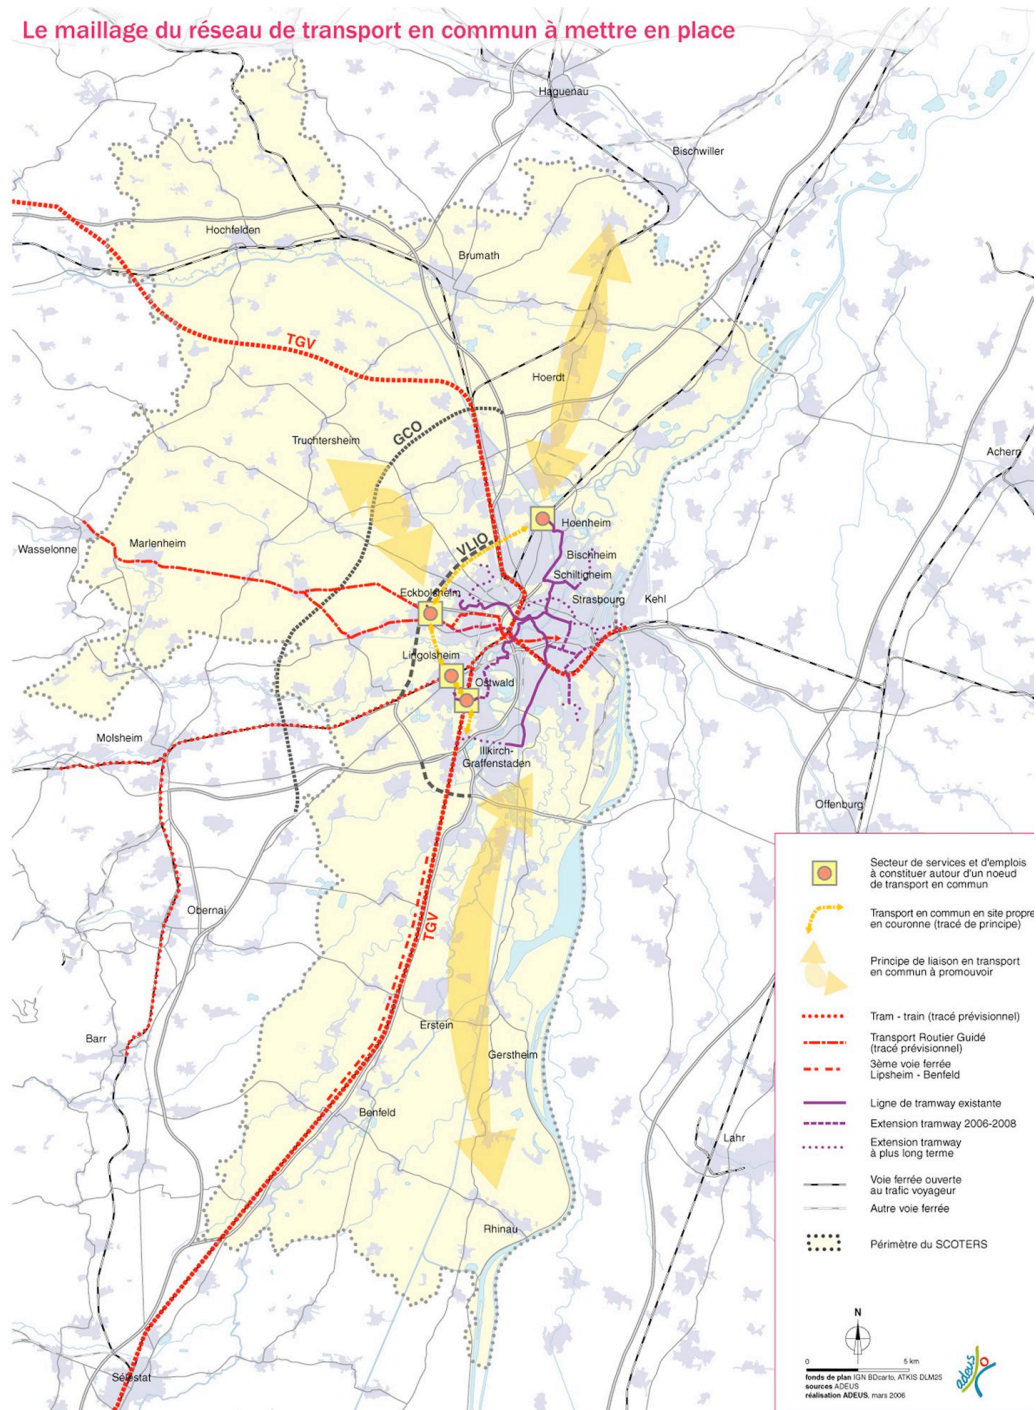 Le maillage du réseau de transport en commun à mettre en place
Haguenau
Bischwiller
Hochfelden
Brumath
TGV
Hoerdt
GCO
Truchtersheim
Achern
Hoenheim
Wasselonne
Marlenheim
VLIO
Bischheim
Schiltigheim
Eckbolsheim
Strasbourg
Kehl
Lingolsheim
Ostwald
Molsheim
Illkirch-
Graffenstaden
Offenburg
Obernai
TGV
Erstein
Barr
Gerstheim
Benfeld
Lahr
Rhinau
Sélestat
Secteur de services et d'emplois
à constituer autour d'un noeud
de transport en commun
Transport en commun en site propre
en couronne (tracé de principe)
Principe de liaison en transport
en commun à promouvoir
Tram - train (tracé prévisionnel)
Transport Routier Guidé
(tracé prévisionnel)
3ème voie ferrée
Lipsheim - Benfeld
Ligne de tramway existante
Extension tramway 2006-2008
Extension tramway
à plus long terme
Voie ferrée ouverte
au trafic voyageur
Autre voie ferrée
Périmètre du SCOTERS
N
0 5 km
fonds de plan IGN BDcarto, ATKIS DLM25
sources ADEUS
réalisation ADEUS, mars 2006
adeus